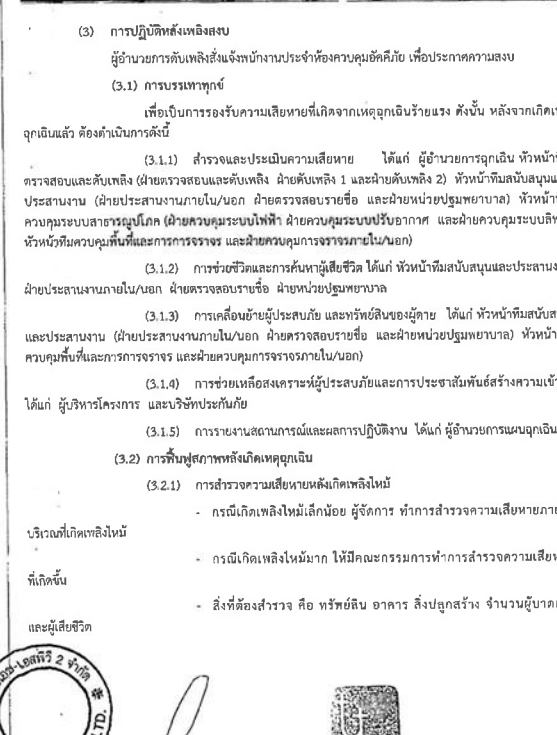 (3) การปฏิบัติหลังเพลิงสงบ
ผู้อำนวยการดับเพลิงสั่งแจ้งพนักงานประจำห้องควบคุมอัคคีภัย เพื่อประกาศความสงบ
(3.1) การบรรเทาทุกข์
เพื่อเป็นการรองรับความเสียหายที่เกิดจากเหตุฉุกเฉินร้ายแรง ดังนั้น หลังจากเกิดเ
ฉุกเฉินแล้ว ต้องดำเนินการดังนี้
(3.1.1) สำรวจและประเมินความเสียหาย ได้แก่ ผู้อำนวยการฉุกเฉิน หัวหน้า
ตรวจสอบและดับเพลิง (ฝ่ายตรวจสอบและดับเพลิง ฝ่ายดับเพลิง 1 และฝ่ายดับเพลิง 2) หัวหน้าทีมสนับสนุนแ
ประสานงาน (ฝ่ายประสานงานภายใน/นอก ฝ่ายตรวจสอบรายชื่อ และฝ่ายหน่วยปฐมพยาบาล) หัวหน้า
ควบคุมระบบสาธารณูปโภค (ฝ่ายควบคุมระบบไฟฟ้า ฝ่ายควบคุมระบบปรับอากาศ และฝ่ายควบคุมระบบลิฟ
หัวหน้าทีมควบคุมพื้นที่และการการจราจร และฝ่ายควบคุมการจราจรภายใน/นอก)
(3.1.2) การช่วยชีวิตและการค้นหาผู้เสียชีวิต ได้แก่ หัวหน้าทีมสนับสนุนและประสานง
ฝ่ายประสานงานภายใน/นอก ฝ่ายตรวจสอบรายชื่อ ฝ่ายหน่วยปฐมพยาบาล
(3.1.3) การเคลื่อนย้ายผู้ประสบภัย และทรัพย์สินของผู้ตาย ได้แก่ หัวหน้าทีมสนับส
และประสานงาน (ฝ่ายประสานงานภายใน/นอก ฝ่ายตรวจสอบรายชื่อ และฝ่ายหน่วยปฐมพยาบาล) หัวหน้า
ควบคุมพื้นที่และการการจราจร และฝ่ายควบคุมการจราจรภายใน/นอก)
(3.1.4) การช่วยเหลือสงเคราะห์ผู้ประสบภัยและการประชาสัมพันธ์สร้างความเข้า
ได้แก่ ผู้บริหารโครงการ และบริษัทประกันภัย
(3.1.5) การรายงานสถานการณ์และผลการปฏิบัติงาน ได้แก่ ผู้อำนวยการแผนฉุกเฉิน
(3.2) การฟื้นฟูสภาพหลังเกิดเหตุฉุกเฉิน
(3.2.1) การสำรวจความเสียหายหลังเกิดเพลิงไหม้
- กรณีเกิดเพลิงไหม้เล็กน้อย ผู้จัดการ ทำการสำรวจความเสียหายภาย
บริเวณที่เกิดเพลิงไหม้
- กรณีเกิดเพลิงไหม้มาก ให้มีคณะกรรมการทำการสำรวจความเสียห
ที่เกิดขึ้น
- สิ่งที่ต้องสำรวจ คือ ทรัพย์สิน อาคาร สิ่งปลูกสร้าง จำนวนผู้บาด
และผู้เสียชีวิต
เอช-เอสพีวี 2 จำกัด
TD.